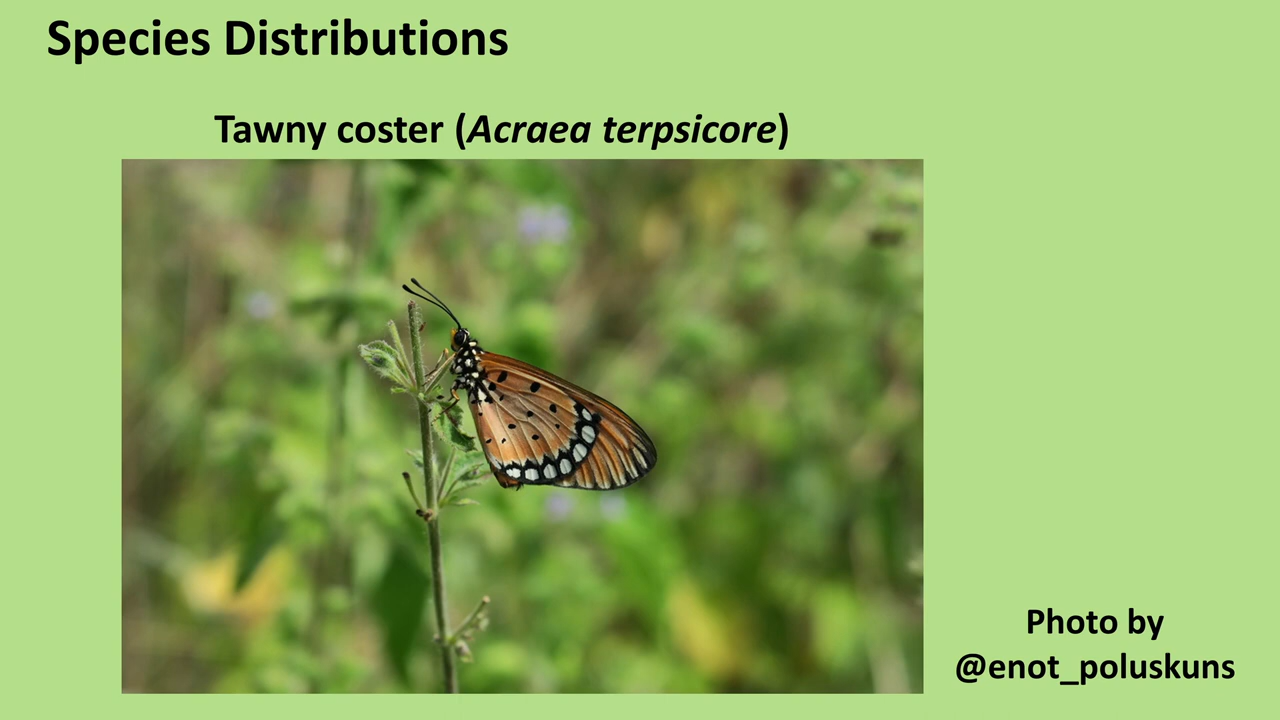 Species Distributions
Tawny coster (Acraea terpsicore)
Photo by
@enot_poluskuns